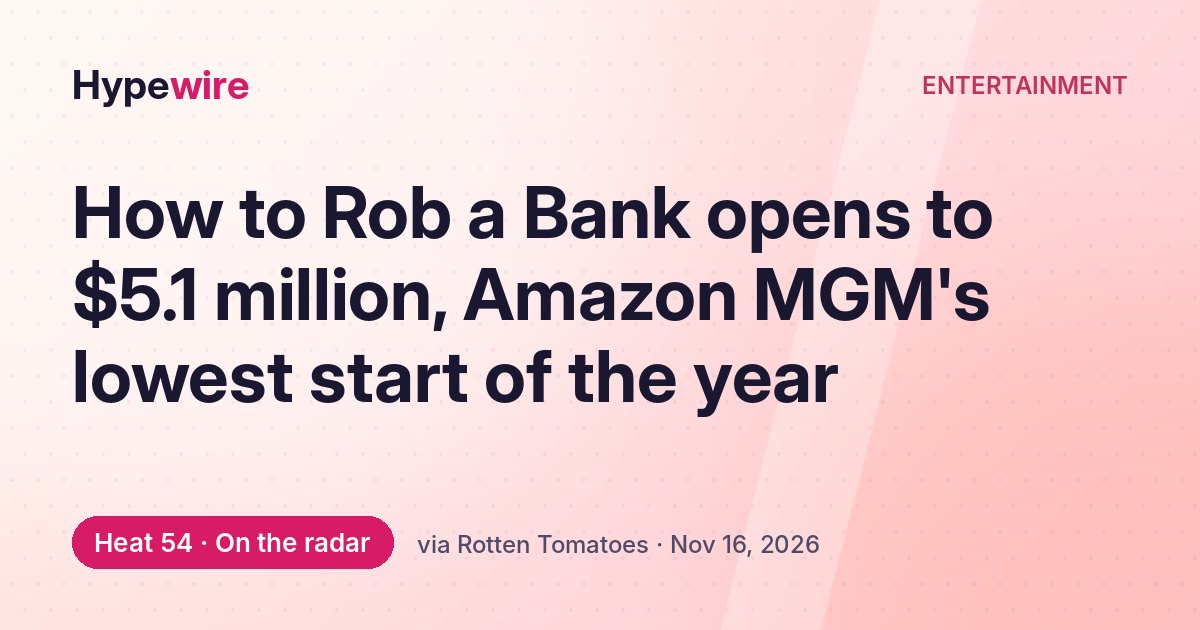 Hypewire
ENTERTAINMENT
How to Rob a Bank opens to
$5.1 million, Amazon MGM's
lowest start of the year
Heat 54 · On the radar
via Rotten Tomatoes · Nov 16, 2026